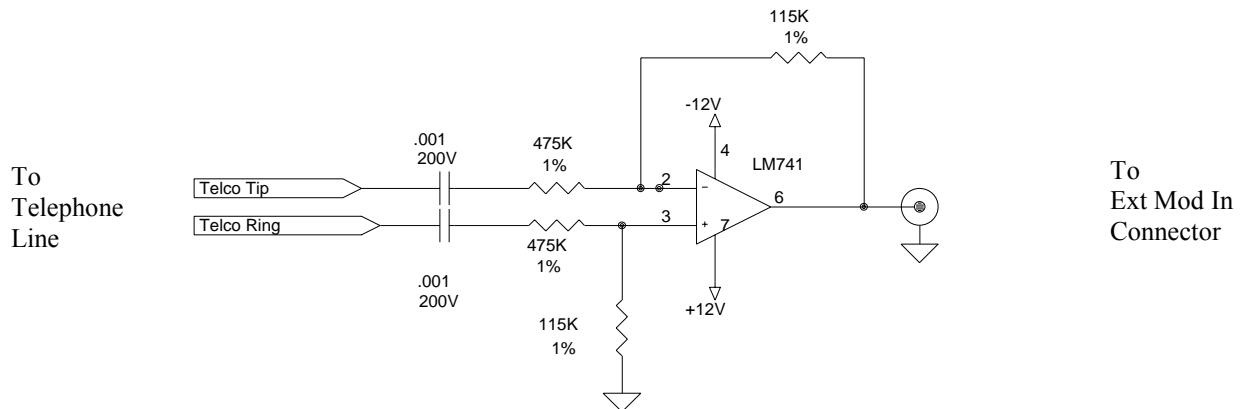 115K
1%
-12V
4
LM741
.001
200V
475K
1%
To
Telephone
Line
Telco Tip
2
6
To
Ext Mod In
Connector
Telco Ring
3
7
475K
1%
.001
200V
+12V
115K
1%